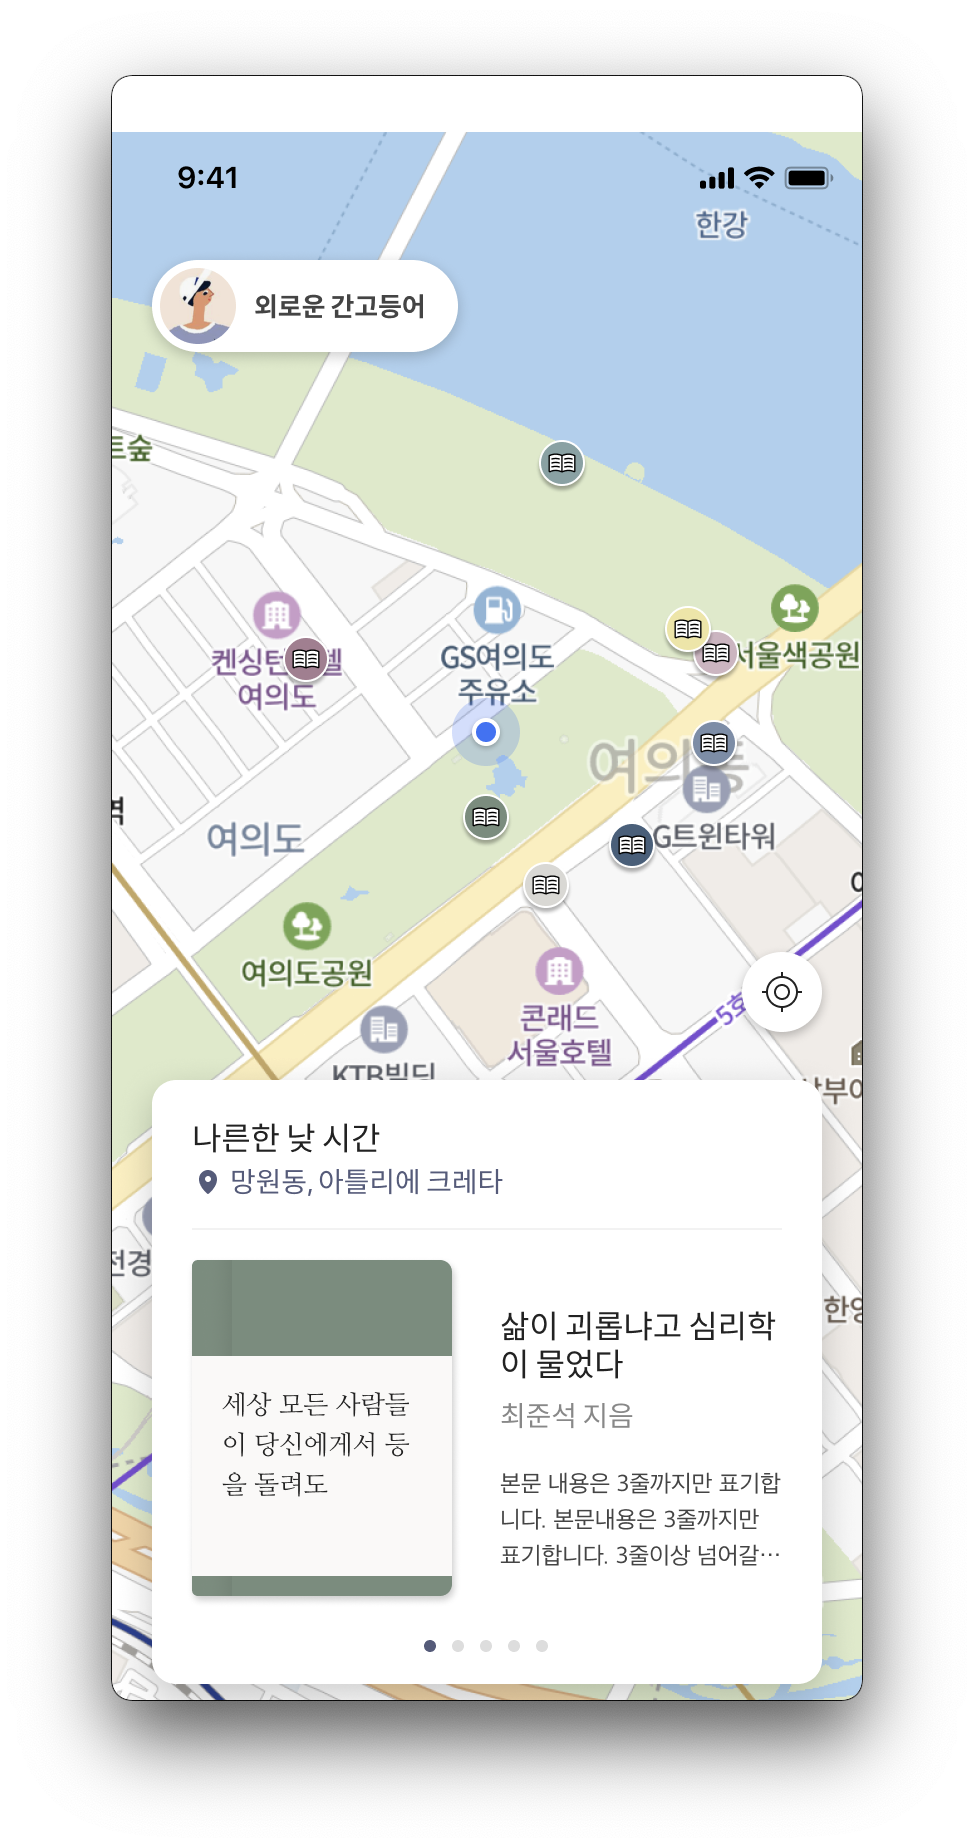 9:41
한강
외로운 간고등어
트숲
켄싱턴
텔
여의도
GS여의도
주유소
서울색공원
역
여의도
G트윈타워
여의도공원
콘래드
서울호텔
5호
KTB빌딩
전경
한양
나른한 낮 시간
망원동, 아틀리에 크레타
세상 모든 사람들
이 당신에게서 등
을 돌려도
삶이 괴롭냐고 심리학
이 물었다
최준석 지음
본문 내용은 3줄까지만 표기합
니다. 본문내용은 3줄까지만
표기합니다. 3줄이상 넘어갈…